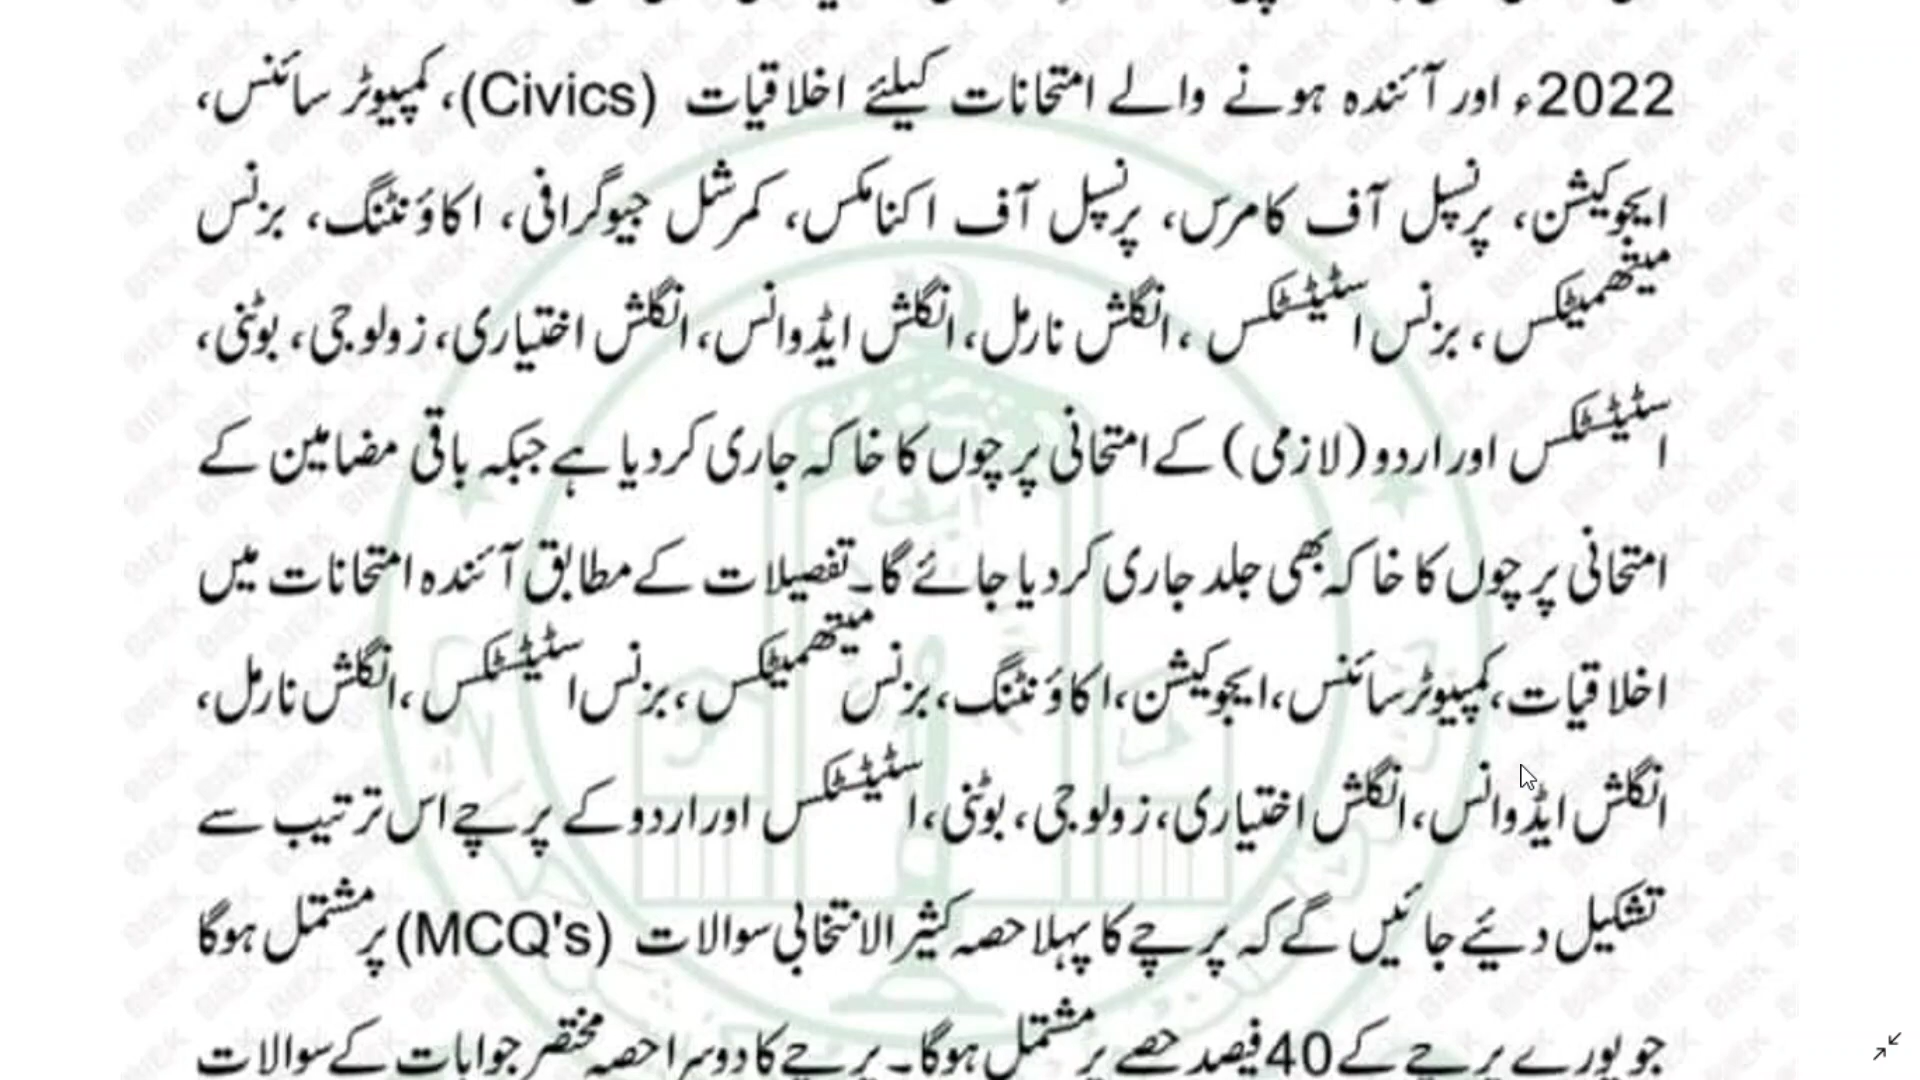 2022ء اور آئندہ ہونے والے امتحانات کیلئے اخلاقیات (Civics)، کمپیوٹر سائنس،
ایجوکیشن، پرنسپل آف کامرس، پرنسپل آف اکنامکس، کمرشل جیوگرافی، اکاؤنٹنگ، بزنس
میتھمیٹکس، بزنس اسٹیٹسٹکس، انگلش نارمل، انگلش ایڈوانس، انگلش اختیاری، زولوجی، بوٹنی،
اسٹیٹسٹکس اور اردو (لازمی) کے امتحانی پرچوں کا خاکہ جاری کردیا ہے جبکہ باقی مضامین کے
امتحانی پرچوں کا خاکہ بھی جلد جاری کردیا جائے گا۔ تفصیلات کے مطابق آئندہ امتحانات میں
اخلاقیات، کمپیوٹر سائنس، ایجوکیشن، اکاؤنٹنگ، بزنس میتھمیٹکس، بزنس اسٹیٹسٹکس، انگلش نارمل،
انگلش ایڈوانس، انگلش اختیاری، زولوجی، بوٹنی، اسٹیٹسٹکس اور اردو کے پرچے اس ترتیب سے
تشکیل دیئے جائیں گے کہ پرچے کا پہلا حصہ کثیر الانتخابی سوالات (MCQ's) پر مشتمل ہوگا
جو پورے پرچے کے 40 فیصد حصے پر مشتمل ہوگا۔ پرچے کا دوسرا حصہ مختصر جوابات کے سوالات